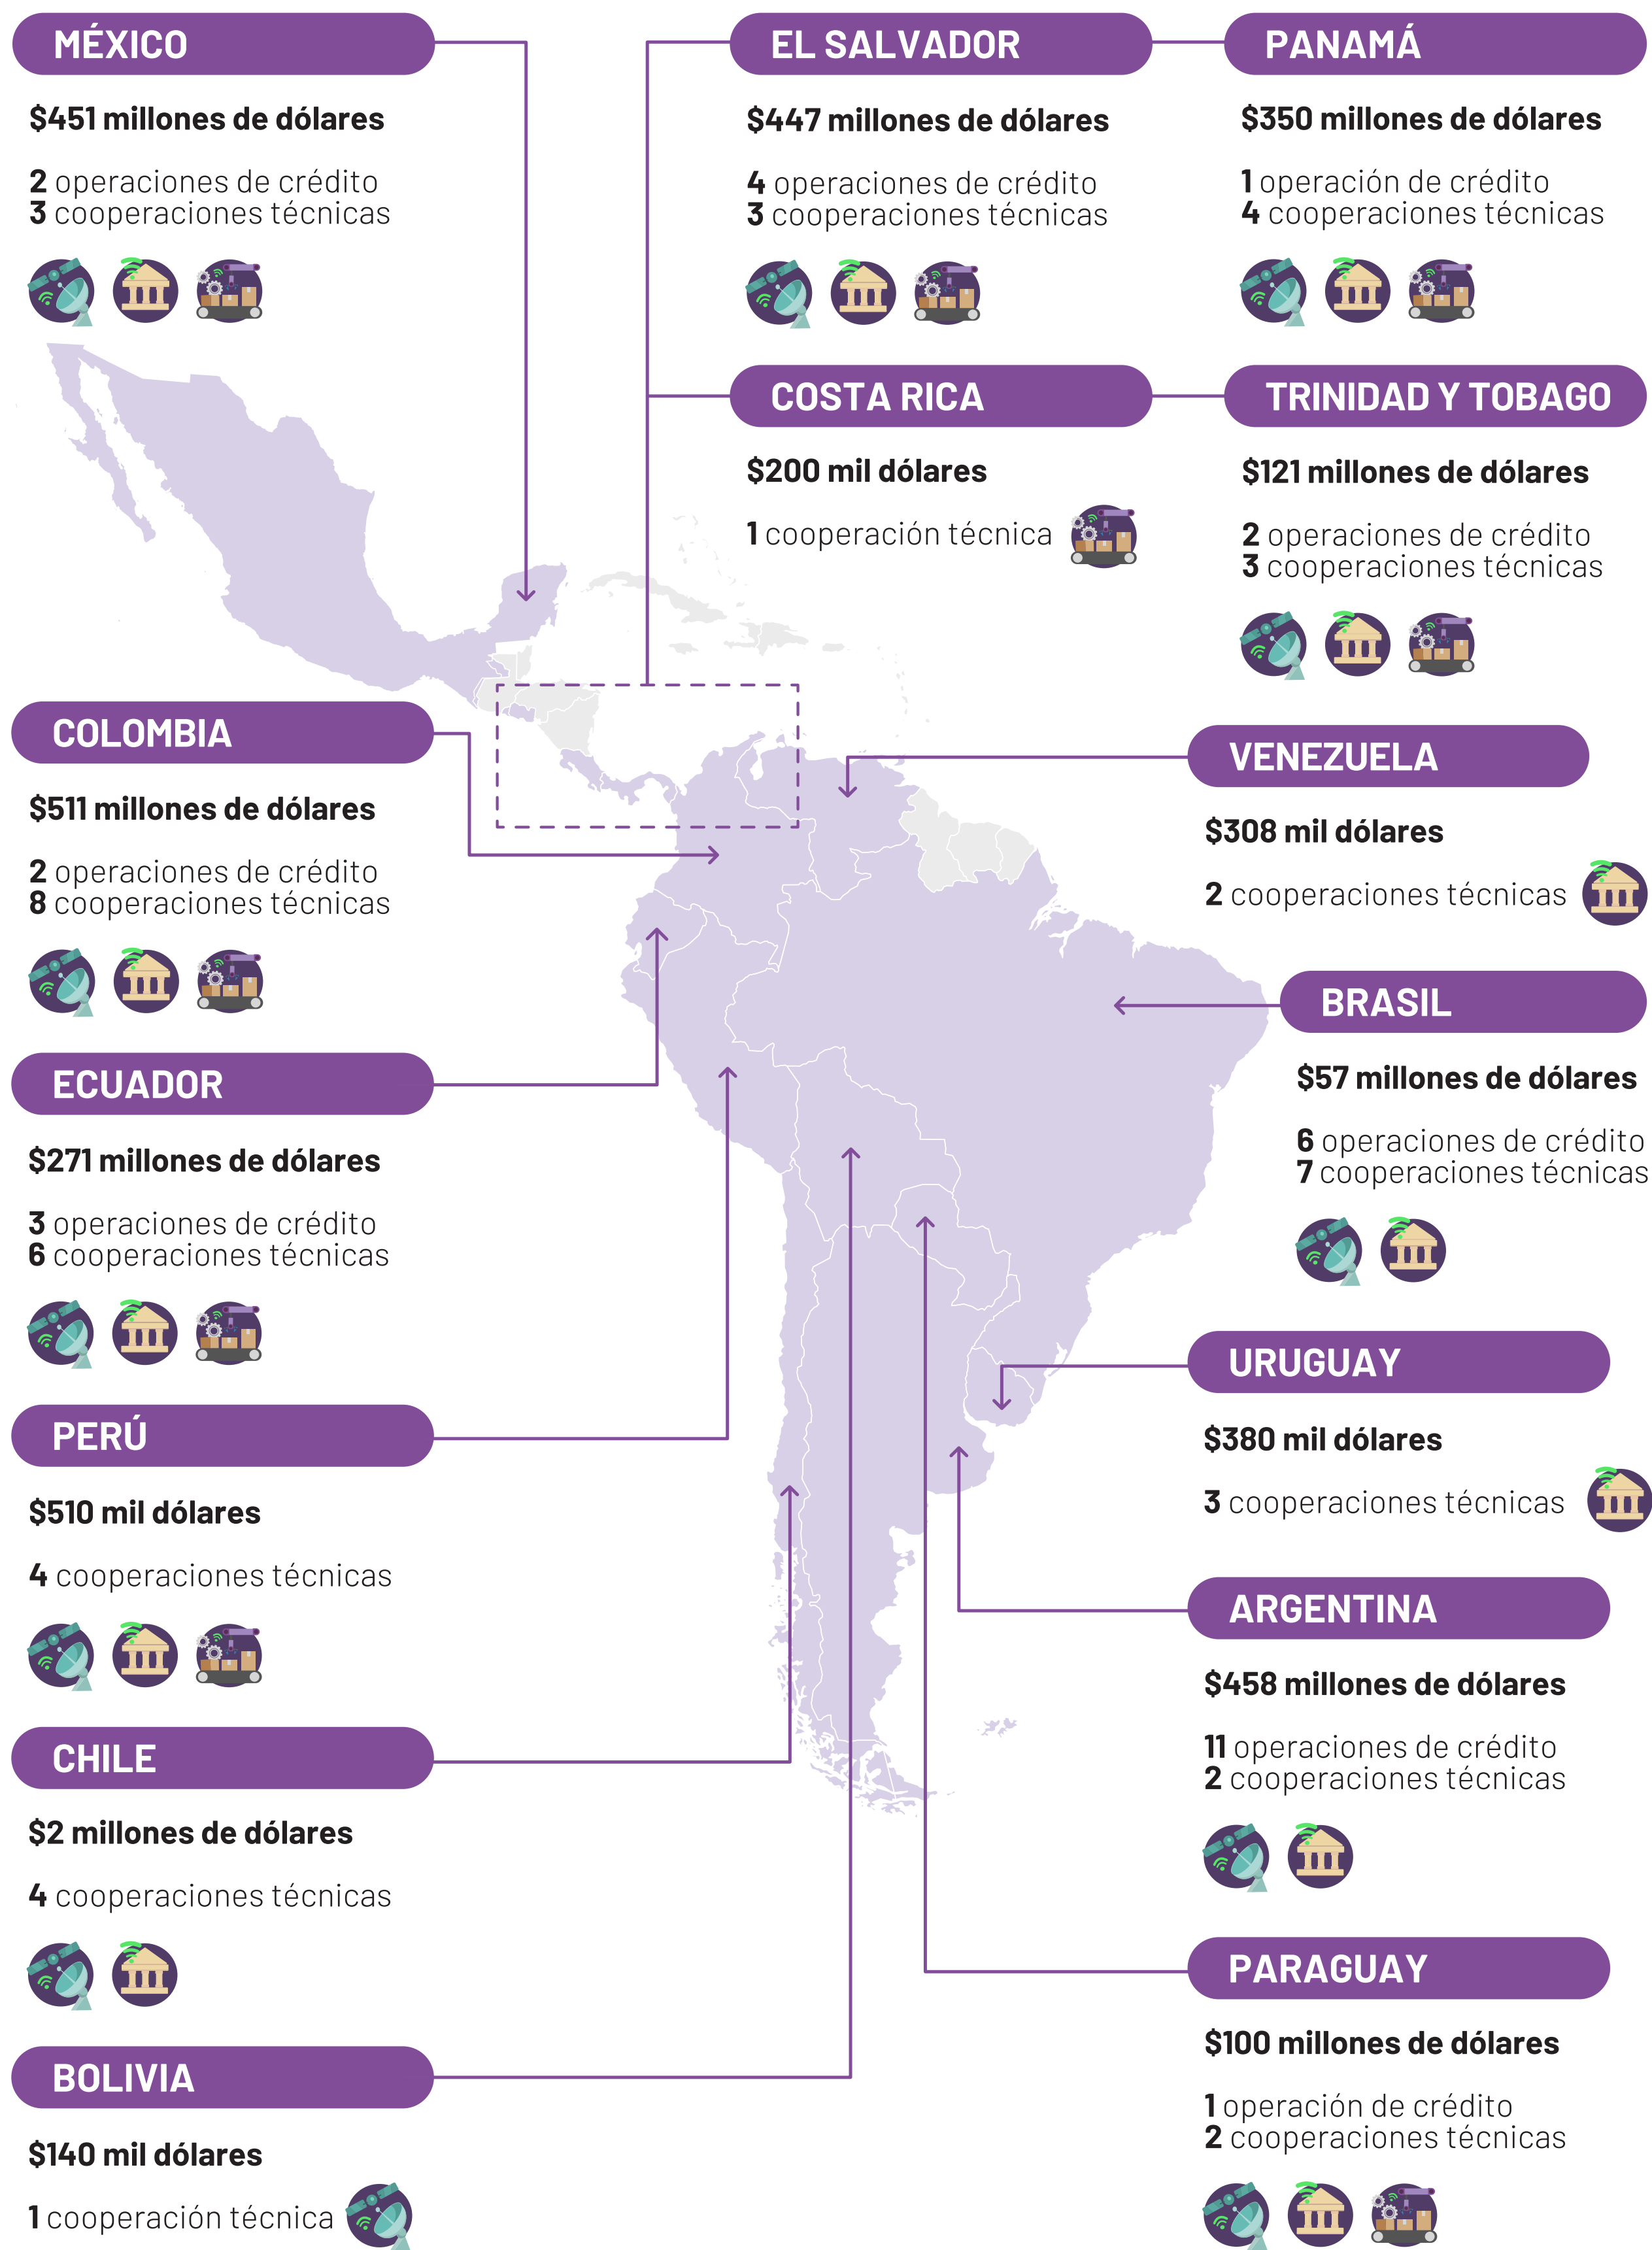 MÉXICO
$451 millones de dólares
2 operaciones de crédito
3 cooperaciones técnicas
EL SALVADOR
$447 millones de dólares
4 operaciones de crédito
3 cooperaciones técnicas
PANAMÁ
$350 millones de dólares
1 operación de crédito
4 cooperaciones técnicas
COSTA RICA
$200 mil dólares
1 cooperación técnica
TRINIDAD Y TOBAGO
$121 millones de dólares
2 operaciones de crédito
3 cooperaciones técnicas
COLOMBIA
$511 millones de dólares
2 operaciones de crédito
8 cooperaciones técnicas
VENEZUELA
$308 mil dólares
2 cooperaciones técnicas
BRASIL
$57 millones de dólares
6 operaciones de crédito
7 cooperaciones técnicas
ECUADOR
$271 millones de dólares
3 operaciones de crédito
6 cooperaciones técnicas
URUGUAY
$380 mil dólares
3 cooperaciones técnicas
PERÚ
$510 mil dólares
4 cooperaciones técnicas
ARGENTINA
$458 millones de dólares
11 operaciones de crédito
2 cooperaciones técnicas
CHILE
$2 millones de dólares
4 cooperaciones técnicas
PARAGUAY
$100 millones de dólares
1 operación de crédito
2 cooperaciones técnicas
BOLIVIA
$140 mil dólares
1 cooperación técnica